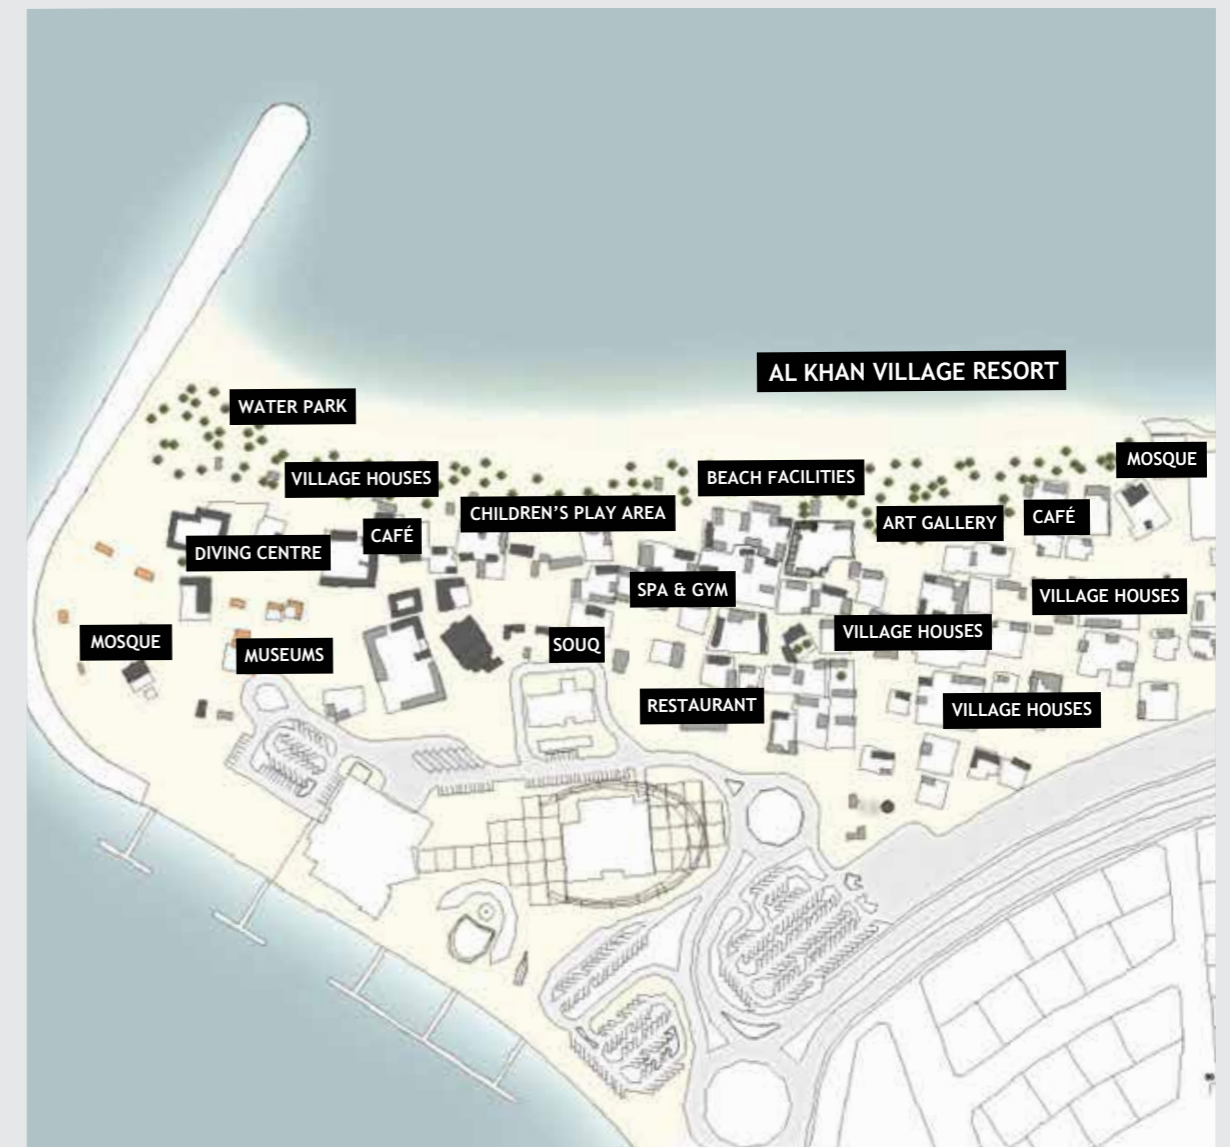 AL KHAN VILLAGE RESORT
WATER PARK
MOSQUE
VILLAGE HOUSES
BEACH FACILITIES
CHILDREN'S PLAY AREA
ART GALLERY
CAFÉ
CAFÉ
DIVING CENTRE
SPA & GYM
VILLAGE HOUSES
VILLAGE HOUSES
MOSQUE
MUSEUMS
SOUQ
RESTAURANT
VILLAGE HOUSES